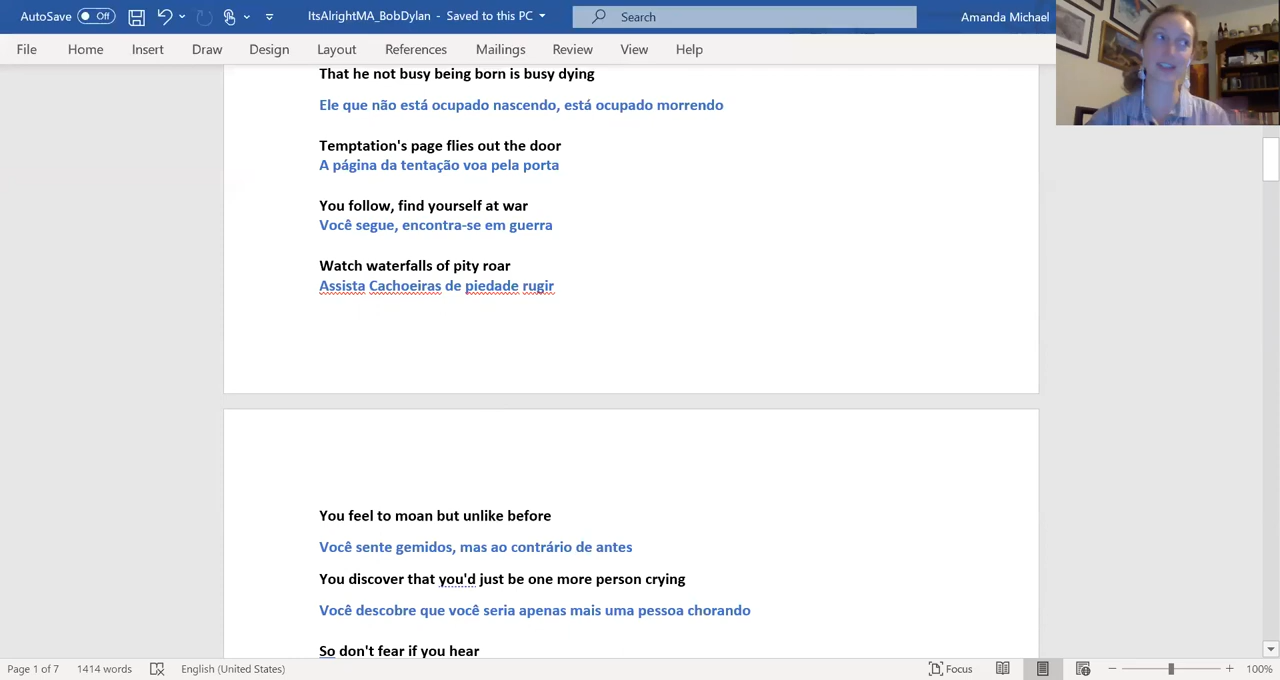 AutoSave Off ItsAlrightMA_BobDylan - Saved to this PC Search Amanda Michael
File Home Insert Draw Design Layout References Mailings Review View Help
That he not busy being born is busy dying
Ele que não está ocupado nascendo, está ocupado morrendo
Temptation's page flies out the door
A página da tentação voa pela porta
You follow, find yourself at war
Você segue, encontra-se em guerra
Watch waterfalls of pity roar
Assista Cachoeiras de piedade rugir
You feel to moan but unlike before
Você sente gemidos, mas ao contrário de antes
You discover that you'd just be one more person crying
Você descobre que você seria apenas mais uma pessoa chorando
So don't fear if you hear
Page 1 of 7 1414 words English (United States) Focus 100%